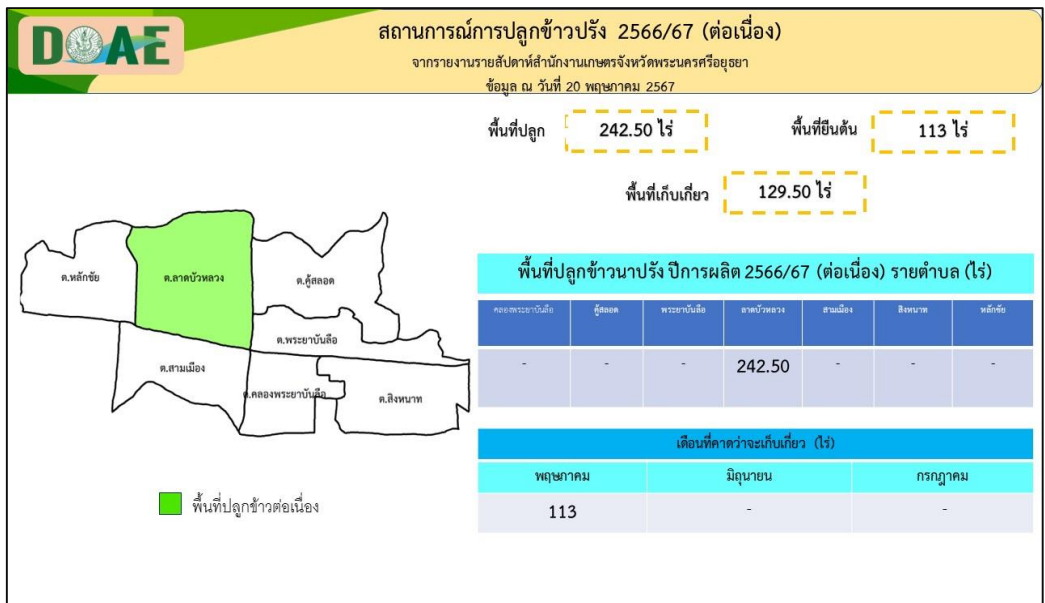 DOAE
สถานการณ์การปลูกข้าวปรัง 2566/67 (ต่อเนื่อง)
จากรายงานรายสัปดาห์สำนักงานเกษตรจังหวัดพระนครศรีอยุธยา
ข้อมูล ณ วันที่ 20 พฤษภาคม 2567
พื้นที่ปลูก 242.50 ไร่ พื้นที่ยืนต้น 113 ไร่
พื้นที่เก็บเกี่ยว 129.50 ไร่
ต.หลักชัย ต.ลาดบัวหลวง ต.คู้สลอด
ต.พระยาบันลือ
ต.สามเมือง
ต.คลองพระยาบันลือ ต.สิงหนาท
พื้นที่ปลูกข้าวต่อเนื่อง
พื้นที่ปลูกข้าวนาปรัง ปีการผลิต 2566/67 (ต่อเนื่อง) รายตำบล (ไร่)
คลองพระยาบันลือ คู้สลอด พระยาบันลือ ลาดบัวหลวง สามเมือง สิงหนาท หลักชัย
- - - 242.50 - - -
เดือนที่คาดว่าจะเก็บเกี่ยว (ไร่)
พฤษภาคม มิถุนายน กรกฎาคม
113 - -